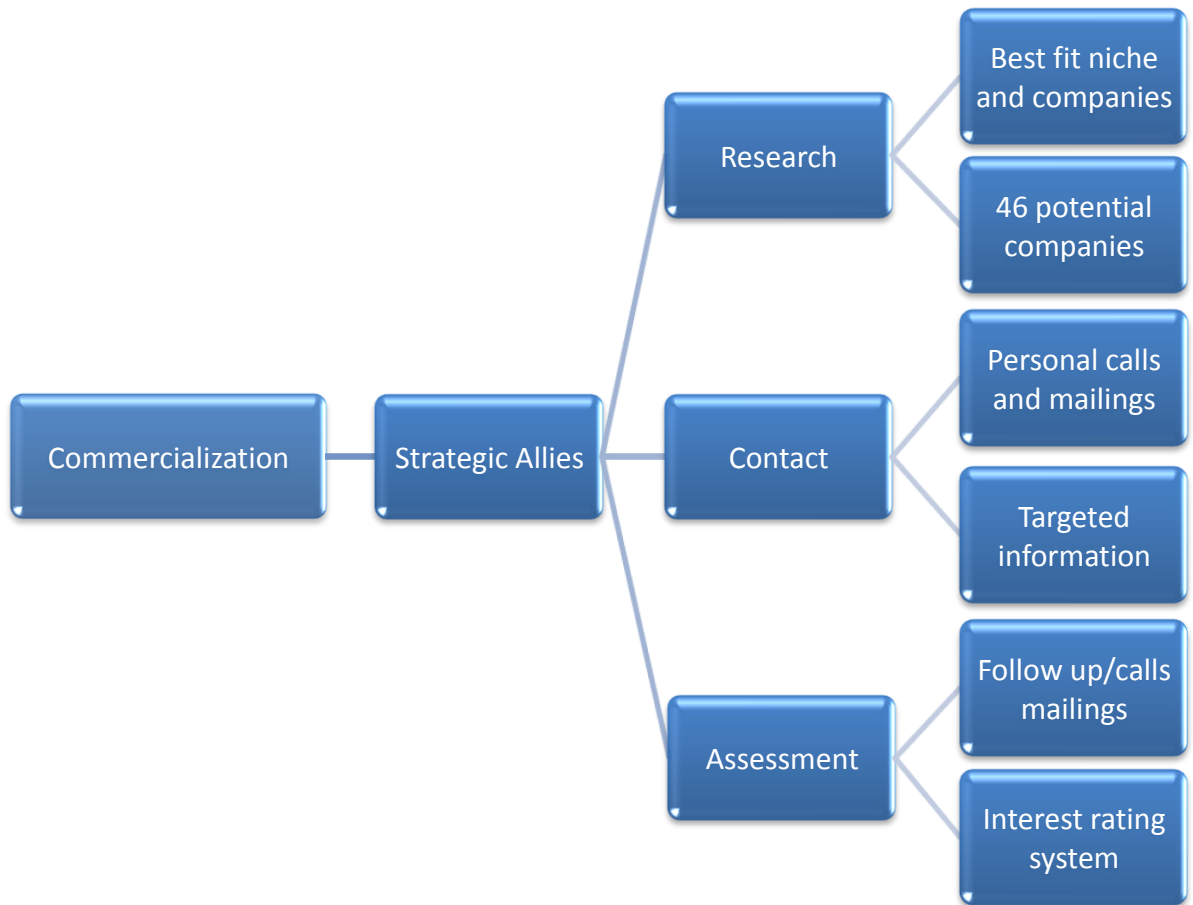 Commercialization
Strategic Allies
Research
Best fit niche
and companies
46 potential
companies
Contact
Personal calls
and mailings
Targeted
information
Assessment
Follow up/calls
mailings
Interest rating
system